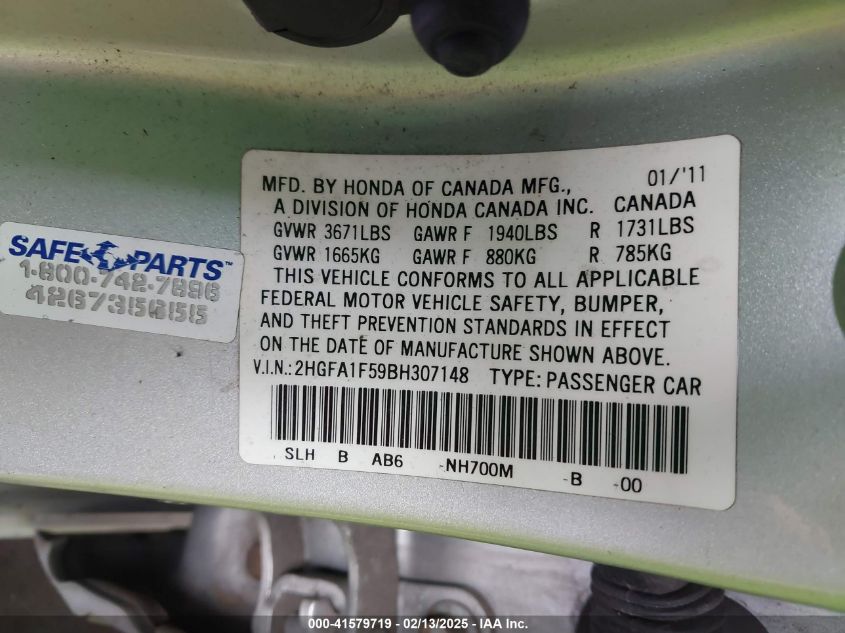 MFD. BY HONDA OF CANADA MFG., 01/'11
A DIVISION OF HONDA CANADA INC. CANADA
GVWR 3671LBS GAWR F 1940LBS R 1731LBS
GVWR 1665KG GAWR F 880KG R 785KG
THIS VEHICLE CONFORMS TO ALL APPLICABLE
FEDERAL MOTOR VEHICLE SAFETY, BUMPER,
AND THEFT PREVENTION STANDARDS IN EFFECT
ON THE DATE OF MANUFACTURE SHOWN ABOVE.
V.I.N.: 2HGFA1F59BH307148 TYPE: PASSENGER CAR
SLH B AB6 -NH700M -B -00
SAFE PARTS
1-800-742-7896
000-41579719 - 02/13/2025 - IAA Inc.